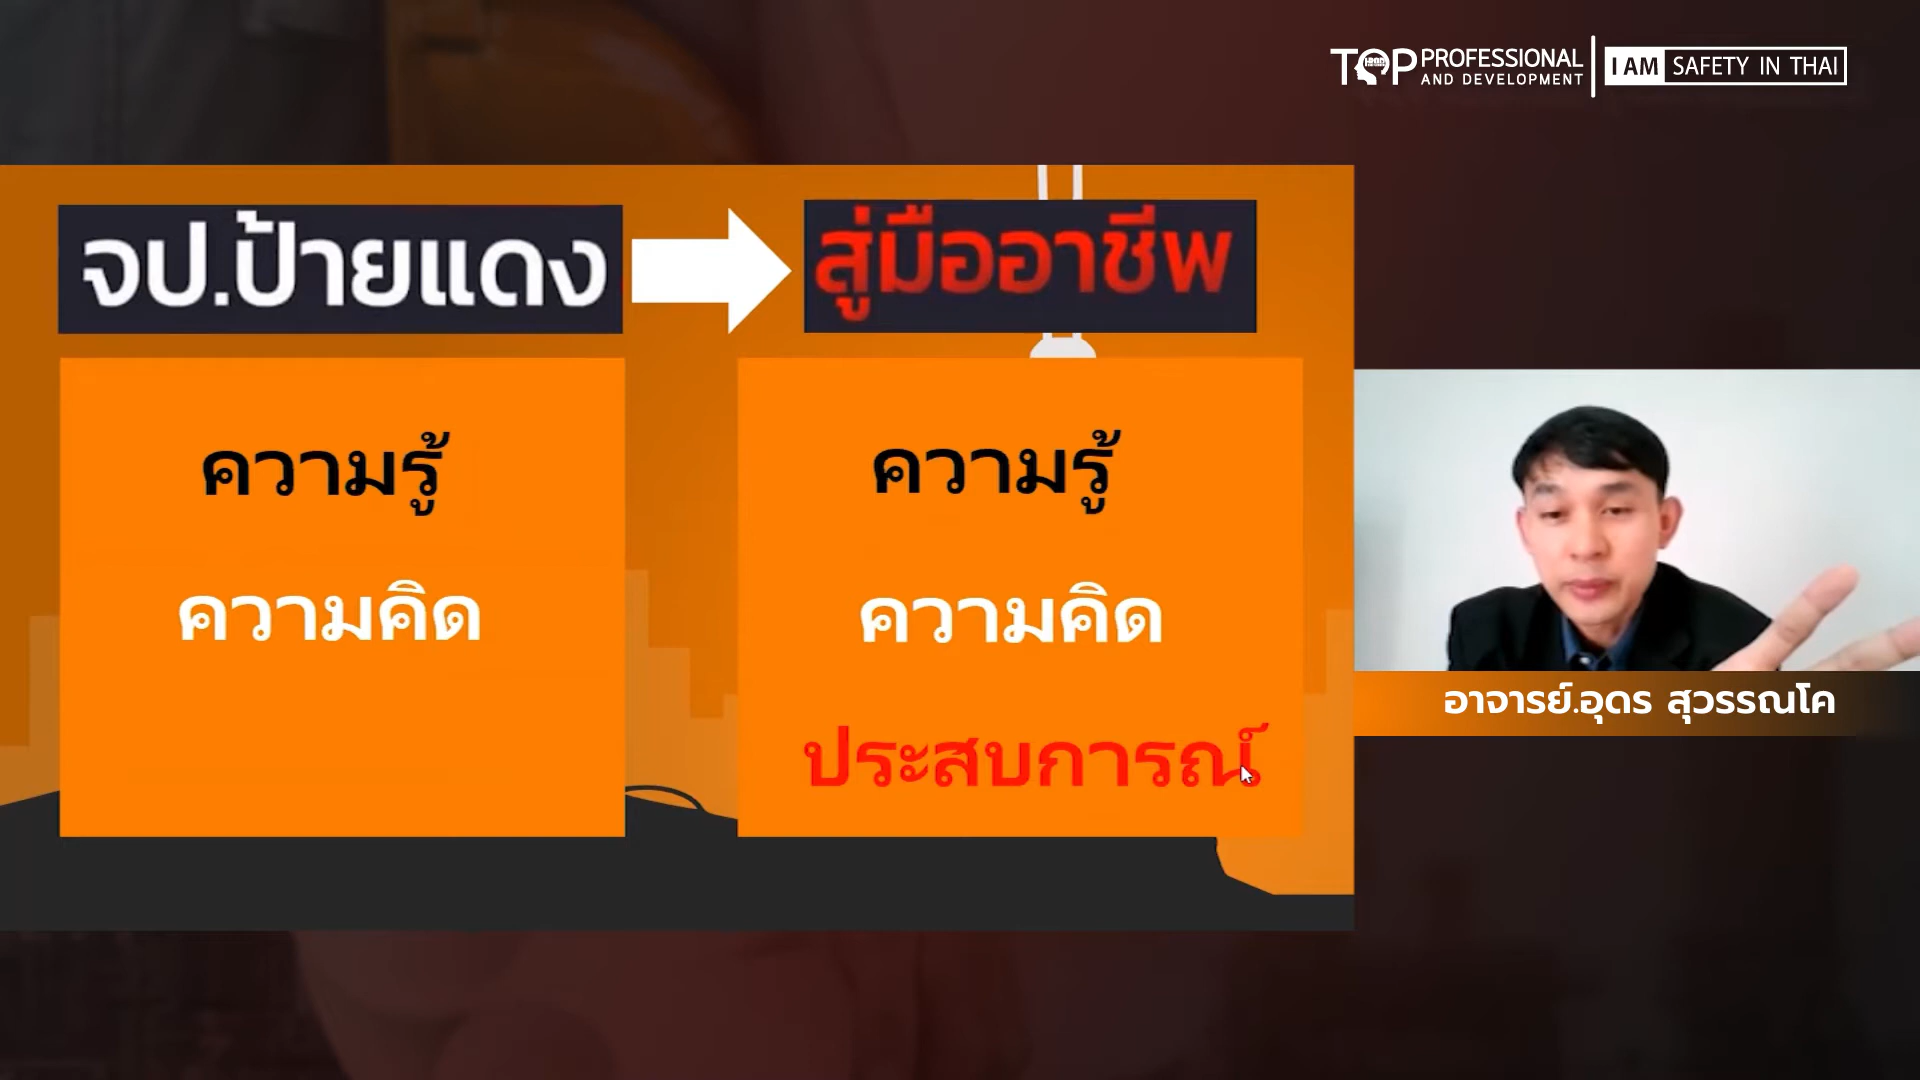 TOP PROFESSIONAL
AND DEVELOPMENT
I AM SAFETY IN THAI
จป.ป้ายแดง
สู่มืออาชีพ
ความรู้
ความคิด
ความรู้
ความคิด
ประสบการณ์
อาจารย์.อุดร สุวรรณโค